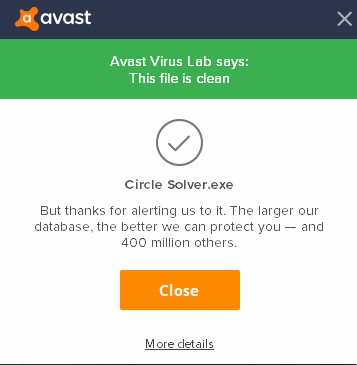 avast
Avast Virus Lab says:
This file is clean
Circle Solver.exe
But thanks for alerting us to it. The larger our
database, the better we can protect you — and
400 million others.
Close
More details